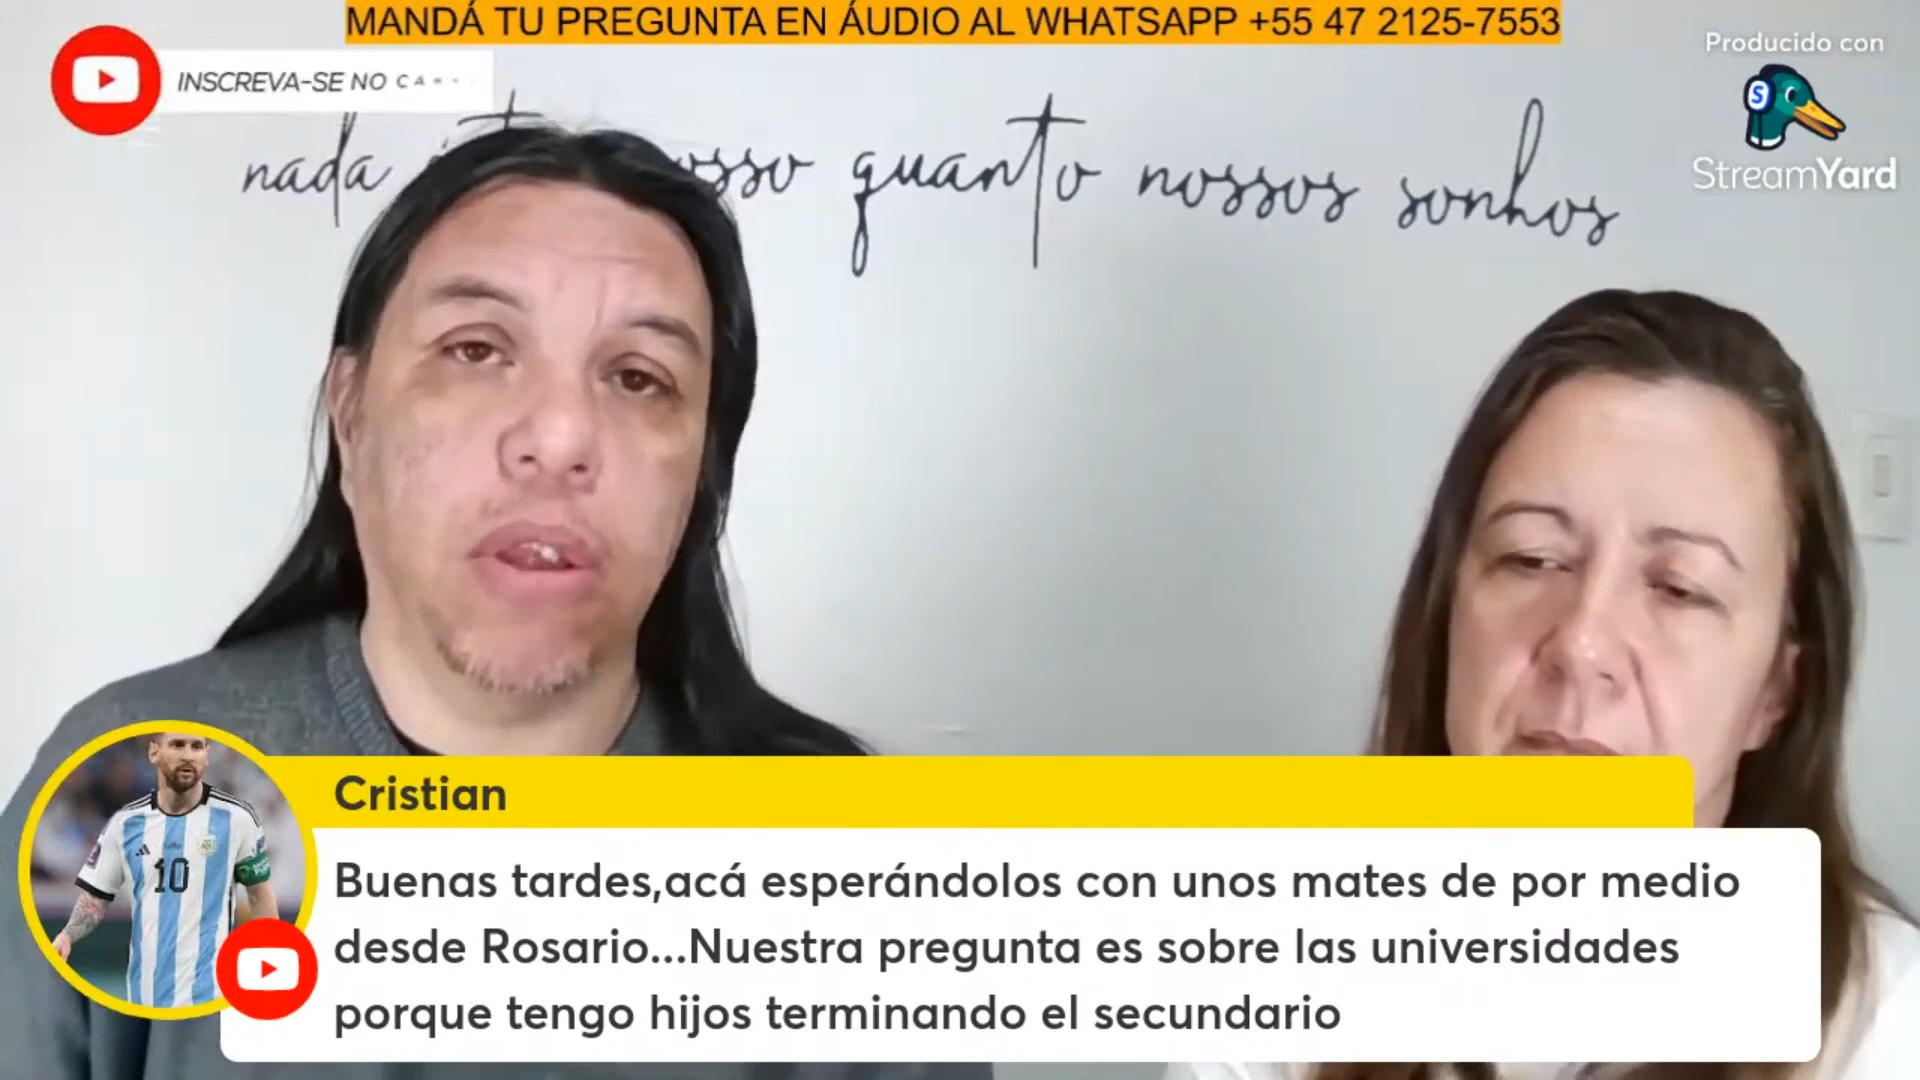 MANDÁ TU PREGUNTA EN ÁUDIO AL WHATSAPP +55 47 2125-7553
Producido con
INSCREVA-SE NO CA
S
StreamYard
nada quanto nossos sonhos
Cristian
10
Buenas tardes,acá esperándolos con unos mates de por medio
desde Rosario...Nuestra pregunta es sobre las universidades
porque tengo hijos terminando el secundario